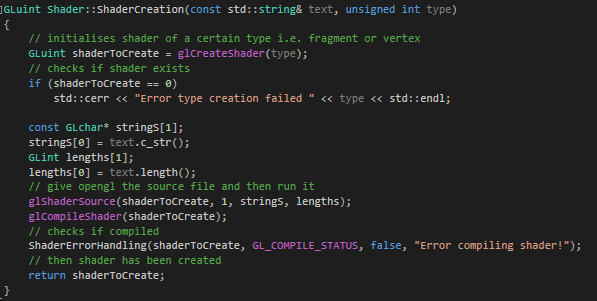 GLuint Shader::ShaderCreation(const std::string& text, unsigned int type)
{
// initialises shader of a certain type i.e. fragment or vertex
GLuint shaderToCreate = glCreateShader(type);
// checks if shader exists
if (shaderToCreate == 0)
std::cerr << "Error type creation failed " << type << std::endl;
const GLchar* stringS[1];
stringS[0] = text.c_str();
GLint lengths[1];
lengths[0] = text.length();
// give opengl the source file and then run it
glShaderSource(shaderToCreate, 1, stringS, lengths);
glCompileShader(shaderToCreate);
// checks if compiled
ShaderErrorHandling(shaderToCreate, GL_COMPILE_STATUS, false, "Error compiling shader!");
// then shader has been created
return shaderToCreate;
}